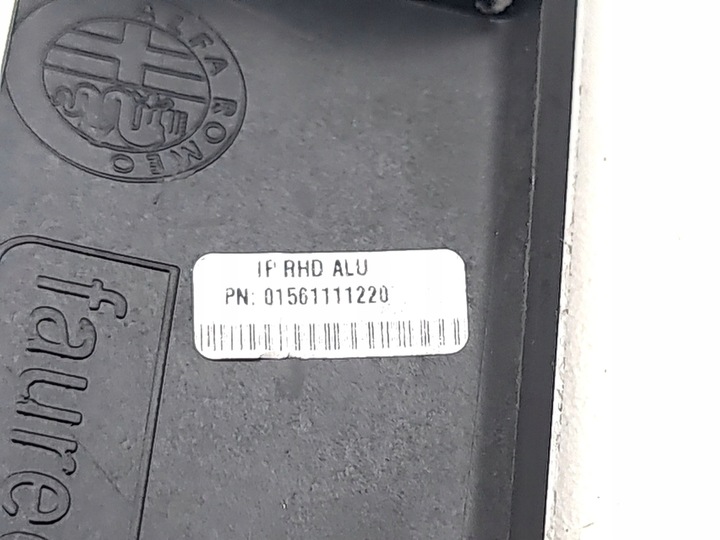 ALFA ROMEO
IP RHD ALU
PN: 01561111220
faurec